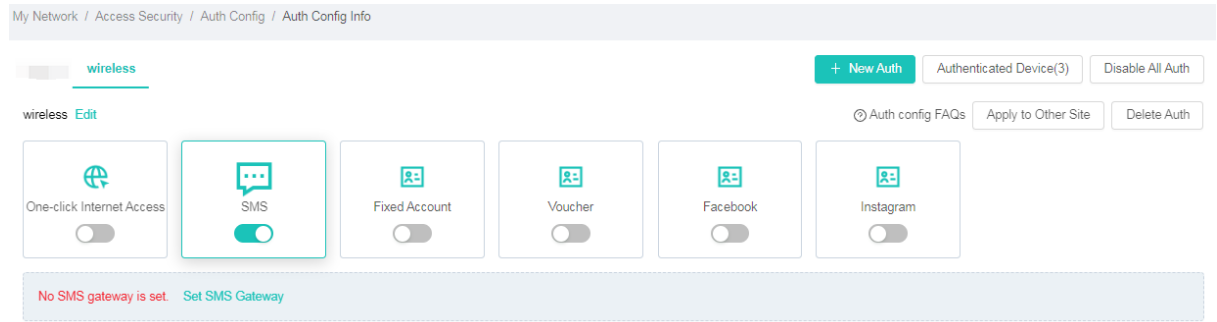 My Network / Access Security / Auth Config / Auth Config Info
wireless
+ New Auth
Authenticated Device(3)
Disable All Auth
wireless Edit
Auth config FAQs
Apply to Other Site
Delete Auth
One-click Internet Access
SMS
Fixed Account
Voucher
Facebook
Instagram
No SMS gateway is set. Set SMS Gateway